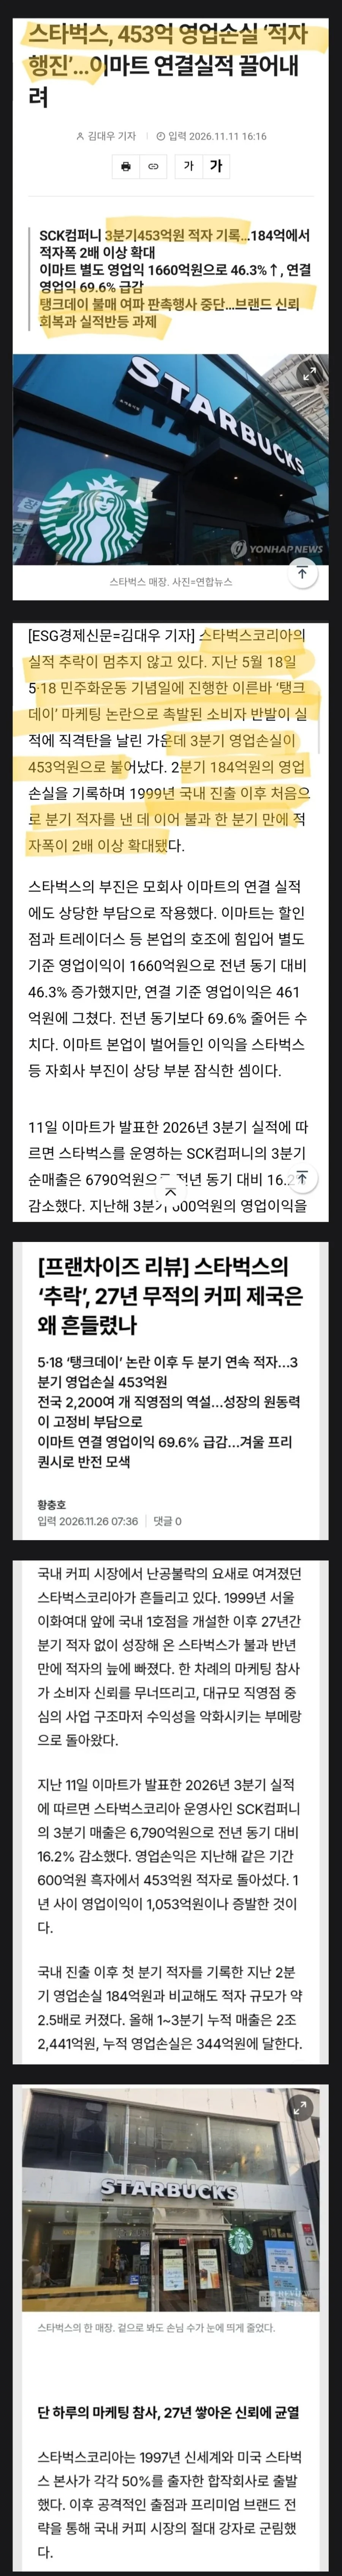 스타벅스, 453억 영업손실 ‘적자
행진’…이마트 연결실적 끌어내
려
김대우 기자
입력 2026.11.11 16:16
가 가
SCK컴퍼니 3분기453억원 적자 기록…184억에서
적자폭 2배 이상 확대
이마트 별도 영업익 1660억원으로 46.3%↑, 연결
영업익 69.6% 급감
탱크데이 불매 여파 판촉행사 중단…브랜드 신뢰
회복과 실적반등 과제
STARBUCKS
YONHAP NEWS
스타벅스 매장. 사진=연합뉴스
[ESG경제신문=김대우 기자] 스타벅스코리아의
실적 추락이 멈추지 않고 있다. 지난 5월 18일
5·18 민주화운동 기념일에 진행한 이른바 ‘탱크
데이’ 마케팅 논란으로 촉발된 소비자 반발이 실
적에 직격탄을 날린 가운데 3분기 영업손실이
453억원으로 불어났다. 2분기 184억원의 영업
손실을 기록하며 1999년 국내 진출 이후 처음으
로 분기 적자를 낸 데 이어 불과 한 분기 만에 적
자폭이 2배 이상 확대됐다.
스타벅스의 부진은 모회사 이마트의 연결 실적
에도 상당한 부담으로 작용했다. 이마트는 할인
점과 트레이더스 등 본업의 호조에 힘입어 별도
기준 영업이익이 1660억원으로 전년 동기 대비
46.3% 증가했지만, 연결 기준 영업이익은 461
억원에 그쳤다. 전년 동기보다 69.6% 줄어든 수
치다. 이마트 본업이 벌어들인 이익을 스타벅스
등 자회사 부진이 상당 부분 잠식한 셈이다.
11일 이마트가 발표한 2026년 3분기 실적에 따
르면 스타벅스를 운영하는 SCK컴퍼니의 3분기
순매출은 6790억원으로 전년 동기 대비 16.2%
감소했다. 지난해 3분기 600억원의 영업이익을
[프랜차이즈 리뷰] 스타벅스의
‘추락’, 27년 무적의 커피 제국은
왜 흔들렸나
5·18 ‘탱크데이’ 논란 이후 두 분기 연속 적자…3
분기 영업손실 453억원
전국 2,200여 개 직영점의 역설…성장의 원동력
이 고정비 부담으로
이마트 연결 영업이익 69.6% 급감…겨울 프리
퀀시로 반전 모색
황충호
입력 2026.11.26 07:36 댓글 0
국내 커피 시장에서 난공불락의 요새로 여겨졌던
스타벅스코리아가 흔들리고 있다. 1999년 서울
이화여대 앞에 국내 1호점을 개설한 이후 27년간
분기 적자 없이 성장해 온 스타벅스가 불과 반년
만에 적자의 늪에 빠졌다. 한 차례의 마케팅 참사
가 소비자 신뢰를 무너뜨리고, 대규모 직영점 중
심의 사업 구조마저 수익성을 악화시키는 부메랑
으로 돌아왔다.
지난 11일 이마트가 발표한 2026년 3분기 실적
에 따르면 스타벅스코리아 운영사인 SCK컴퍼니
의 3분기 매출은 6,790억원으로 전년 동기 대비
16.2% 감소했다. 영업손익은 지난해 같은 기간
600억원 흑자에서 453억원 적자로 돌아섰다. 1
년 사이 영업이익이 1,053억원이나 증발한 것이
다.
국내 진출 이후 첫 분기 적자를 기록한 지난 2분
기 영업손실 184억원과 비교해도 적자 규모가 약
2.5배로 커졌다. 올해 1~3분기 누적 매출은 2조
2,441억원, 누적 영업손실은 344억원에 달한다.
STARBUCKS
스타벅스의 한 매장. 겉으로 봐도 손님 수가 눈에 띄게 줄었다.
단 하루의 마케팅 참사, 27년 쌓아온 신뢰에 균열
스타벅스코리아는 1997년 신세계와 미국 스타벅
스 본사가 각각 50%를 출자한 합작회사로 출발
했다. 이후 공격적인 출점과 프리미엄 브랜드 전
략을 통해 국내 커피 시장의 절대 강자로 군림했
다.